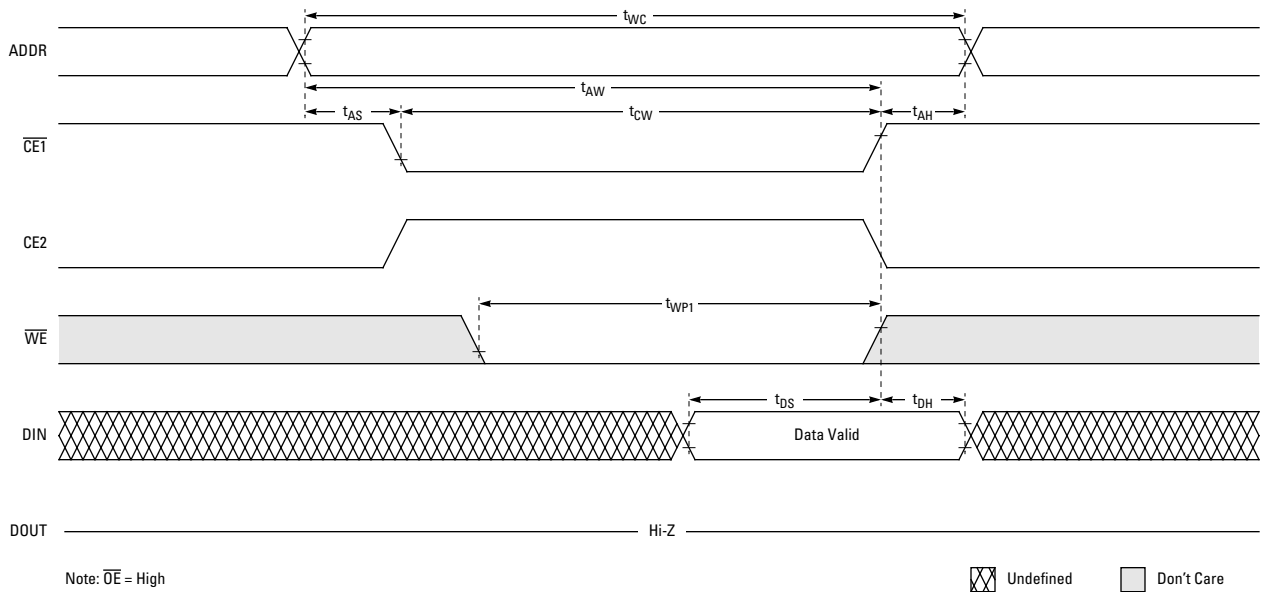 tWC
ADDR
tAW
tAS
tCW
tAH
CE1
CE2
tWP1
WE
tDS
tDH
DIN
Data Valid
DOUT
Hi-Z
Note: OE = High
Undefined
Don't Care